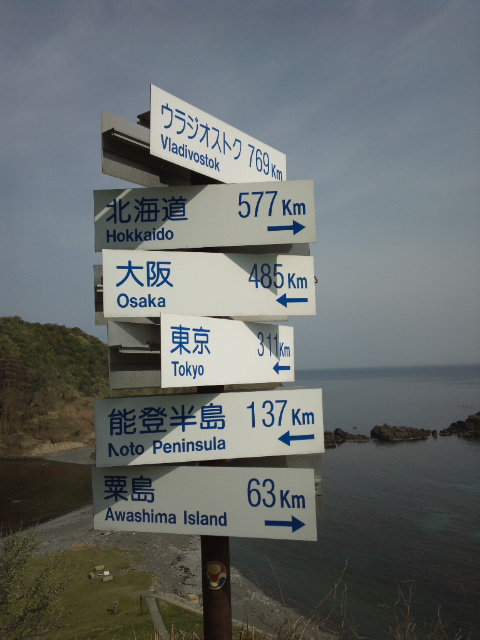 ウラジオストク 769Km
Vladivostok
北海道 577Km
Hokkaido
→
大阪 485Km
Osaka
←
東京 311Km
Tokyo
←
能登半島 137Km
Noto Peninsula
←
粟島 63Km
Awashima Island
→